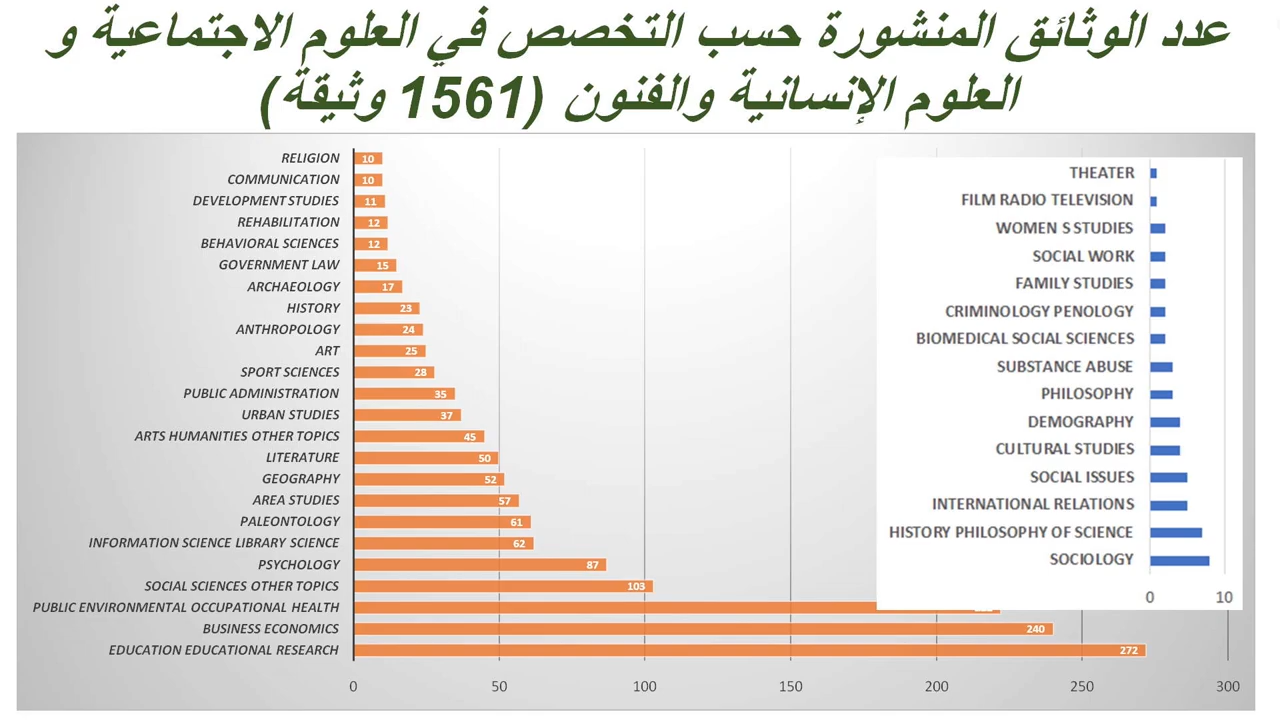 عدد الوثائق المنشورة حسب التخصص في العلوم الاجتماعية و
العلوم الإنسانية والفنون (1561 وثيقة)
RELIGION 10
COMMUNICATION 10
DEVELOPMENT STUDIES 11
REHABILITATION 12
BEHAVIORAL SCIENCES 12
GOVERNMENT LAW 15
ARCHAEOLOGY 17
HISTORY 23
ANTHROPOLOGY 24
ART 25
SPORT SCIENCES 28
PUBLIC ADMINISTRATION 35
URBAN STUDIES 37
ARTS HUMANITIES OTHER TOPICS 45
LITERATURE 50
GEOGRAPHY 52
AREA STUDIES 57
PALEONTOLOGY 61
INFORMATION SCIENCE LIBRARY SCIENCE 62
PSYCHOLOGY 87
SOCIAL SCIENCES OTHER TOPICS 103
PUBLIC ENVIRONMENTAL OCCUPATIONAL HEALTH
BUSINESS ECONOMICS 240
EDUCATION EDUCATIONAL RESEARCH 272
0 50 100 150 200 250 300
THEATER
FILM RADIO TELEVISION
WOMEN S STUDIES
SOCIAL WORK
FAMILY STUDIES
CRIMINOLOGY PENOLOGY
BIOMEDICAL SOCIAL SCIENCES
SUBSTANCE ABUSE
PHILOSOPHY
DEMOGRAPHY
CULTURAL STUDIES
SOCIAL ISSUES
INTERNATIONAL RELATIONS
HISTORY PHILOSOPHY OF SCIENCE
SOCIOLOGY
0 10